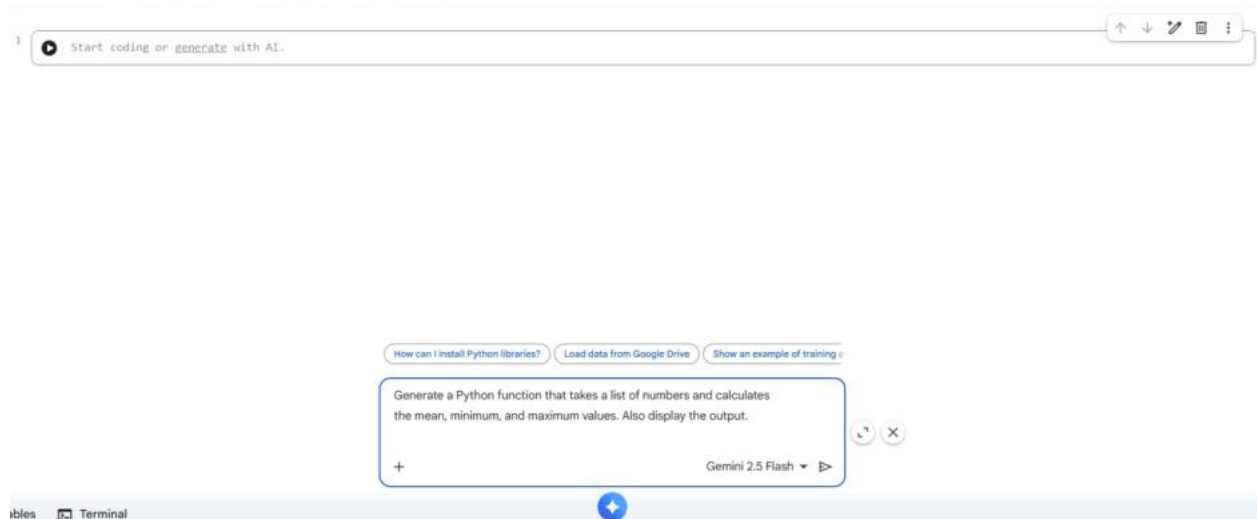 Start coding or generate with AI.
How can I install Python libraries?
Load data from Google Drive
Show an example of training
Generate a Python function that takes a list of numbers and calculates
the mean, minimum, and maximum values. Also display the output.
Gemini 2.5 Flash
Terminal